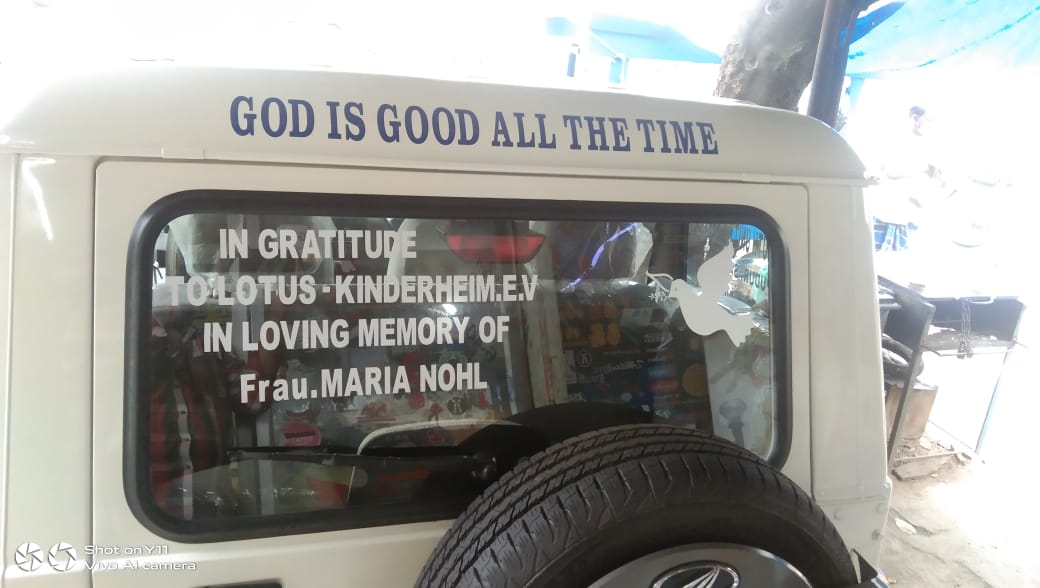 GOD IS GOOD ALL THE TIME
IN GRATITUDE
TO LOTUS - KINDERHEIM.E.V
IN LOVING MEMORY OF
Frau.MARIA NOHL
Shot on Y11
Vivo AI camera